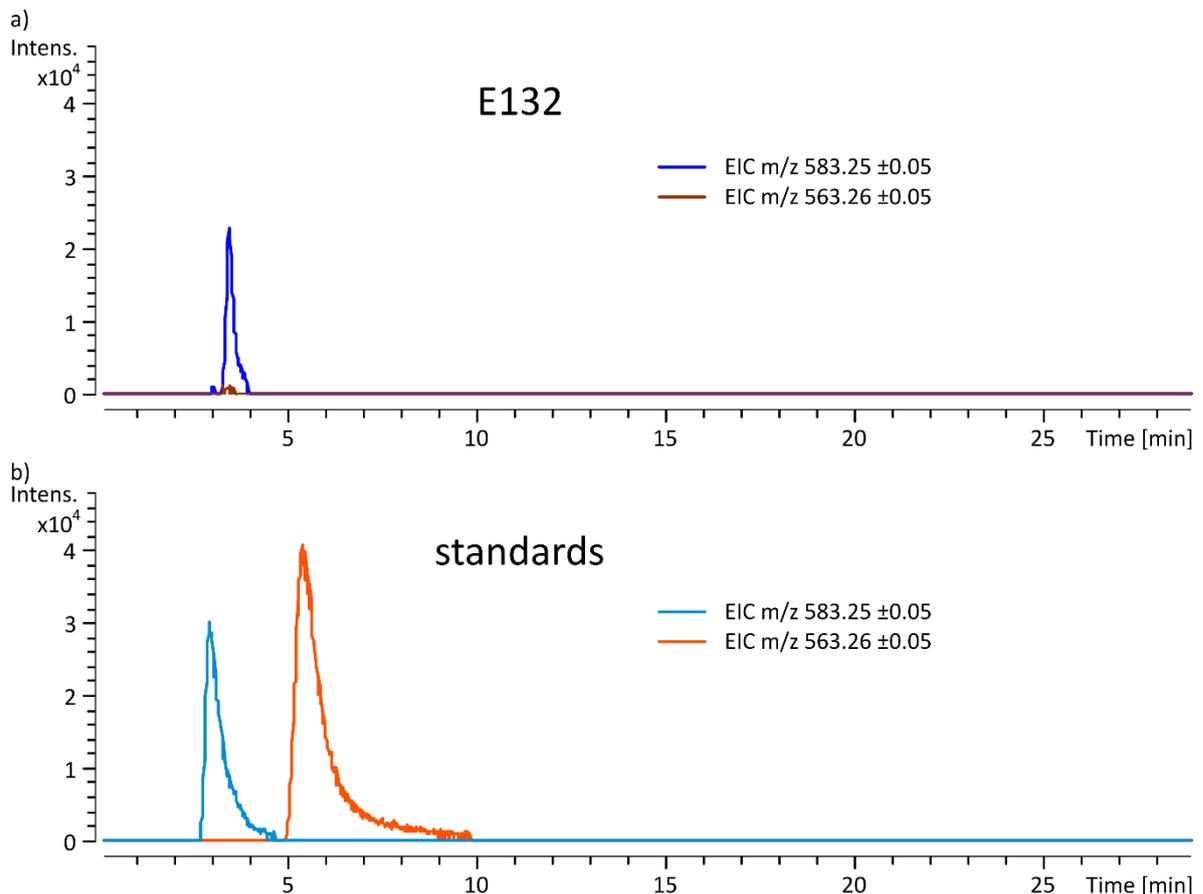 a)
Intens.
x10^4
E132
4
EIC m/z 583.25 ±0.05
3
EIC m/z 563.26 ±0.05
2
1
0
5 10 15 20 25 Time [min]
b)
Intens.
x10^4
standards
4
EIC m/z 583.25 ±0.05
3
EIC m/z 563.26 ±0.05
2
1
0
5 10 15 20 25 Time [min]